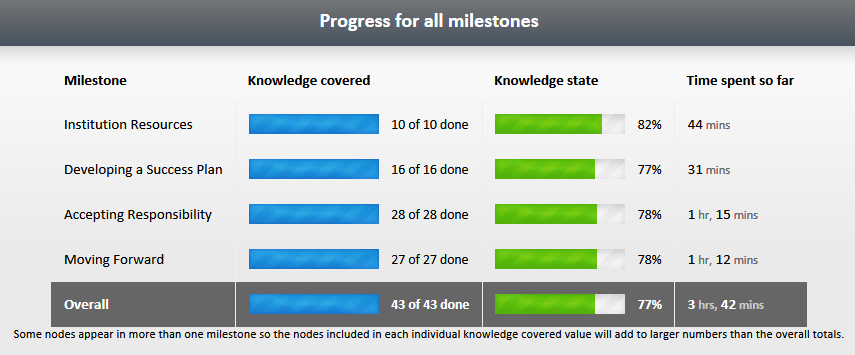 Progress for all milestones
Milestone Knowledge covered Knowledge state Time spent so far
Institution Resources 10 of 10 done 82% 44 mins
Developing a Success Plan 16 of 16 done 77% 31 mins
Accepting Responsibility 28 of 28 done 78% 1 hr, 15 mins
Moving Forward 27 of 27 done 78% 1 hr, 12 mins
Overall 43 of 43 done 77% 3 hrs, 42 mins
Some nodes appear in more than one milestone so the nodes included in each individual knowledge covered value will add to larger numbers than the overall totals.